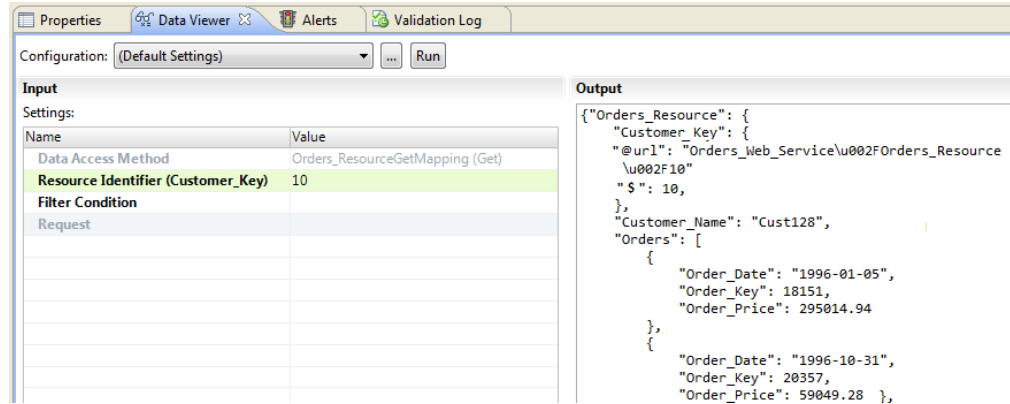 Properties Data Viewer Alerts Validation Log
Configuration: (Default Settings) ... Run
Input
Settings:
Name Value
Data Access Method Orders_ResourceGetMapping (Get)
Resource Identifier (Customer_Key) 10
Filter Condition
Request
Output
{"Orders_Resource": {
"Customer_Key": {
"@url": "Orders_Web_Service\u002FOrders_Resource
\u002F10"
"$": 10,
},
"Customer_Name": "Cust128",
"Orders": [
{
"Order_Date": "1996-01-05",
"Order_Key": 18151,
"Order_Price": 295014.94
},
{
"Order_Date": "1996-10-31",
"Order_Key": 20357,
"Order_Price": 59049.28 },